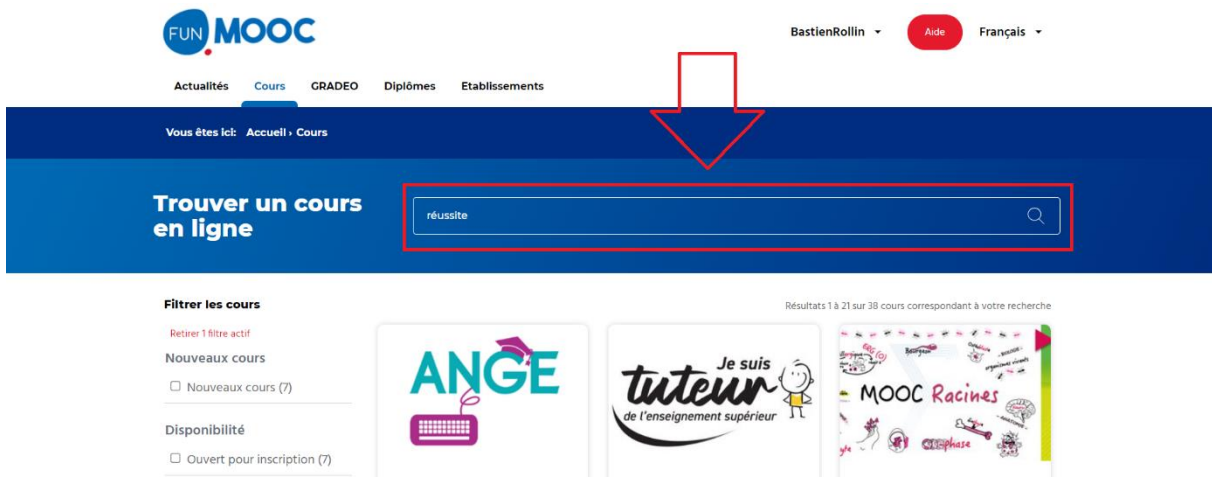 FUN MOOC
BastienRollin
Aide
Français
Actualités Cours GRADEO Diplômes Etablissements
Vous êtes ici: Accueil › Cours
Trouver un cours
en ligne
réussite
Filtrer les cours
Résultats 1 à 21 sur 38 cours correspondant à votre recherche
Retirer 1 filtre actif
Nouveaux cours
Nouveaux cours (7)
Disponibilité
Ouvert pour inscription (7)
ANGE
Je suis
tuteur
de l'enseignement supérieur
MOOC Racines